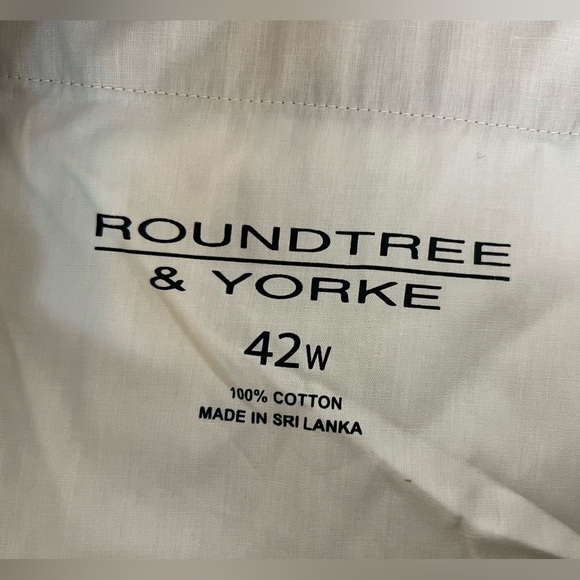 ROUNDTREE
& YORKE
42W
100% COTTON
MADE IN SRI LANKA